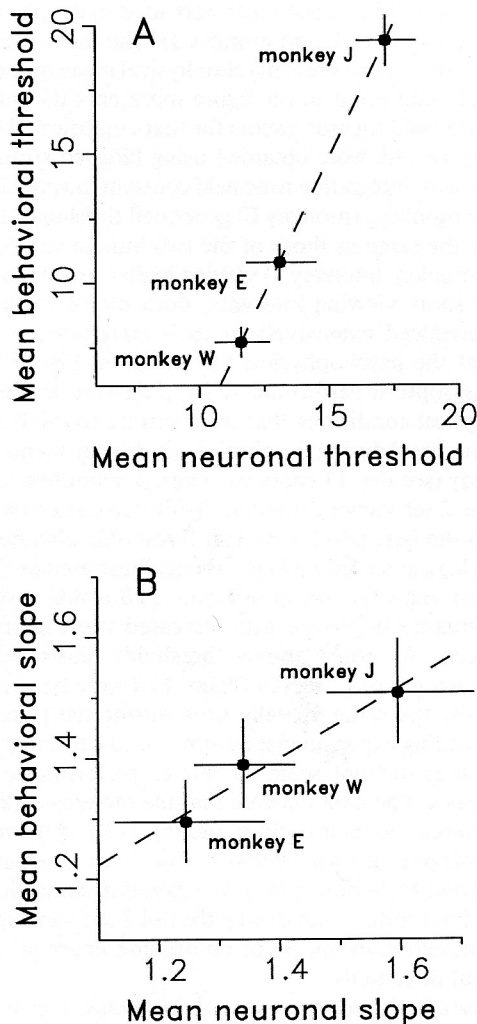 A
20
monkey J
15
10
monkey E
monkey W
Mean behavioral threshold
10
15
20
Mean neuronal threshold
B
1.6
monkey J
1.4
monkey W
monkey E
1.2
Mean behavioral slope
1.2
1.4
1.6
Mean neuronal slope